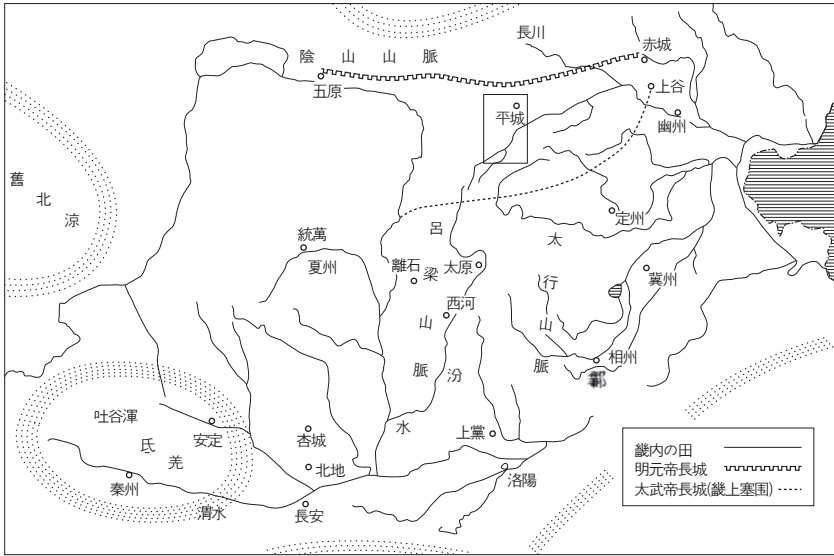 長川
陰山山脈
赤城
五原
上谷
平城
幽州
舊北涼
定州
呂梁山脈
統萬
夏州
離石
太原
太行山脈
冀州
西河
相州
汾水
吐谷渾
氐羌
安定
杏城
上黨
北地
洛陽
秦州
渭水
長安
畿内の田
明元帝長城
太武帝長城(畿上塞围)